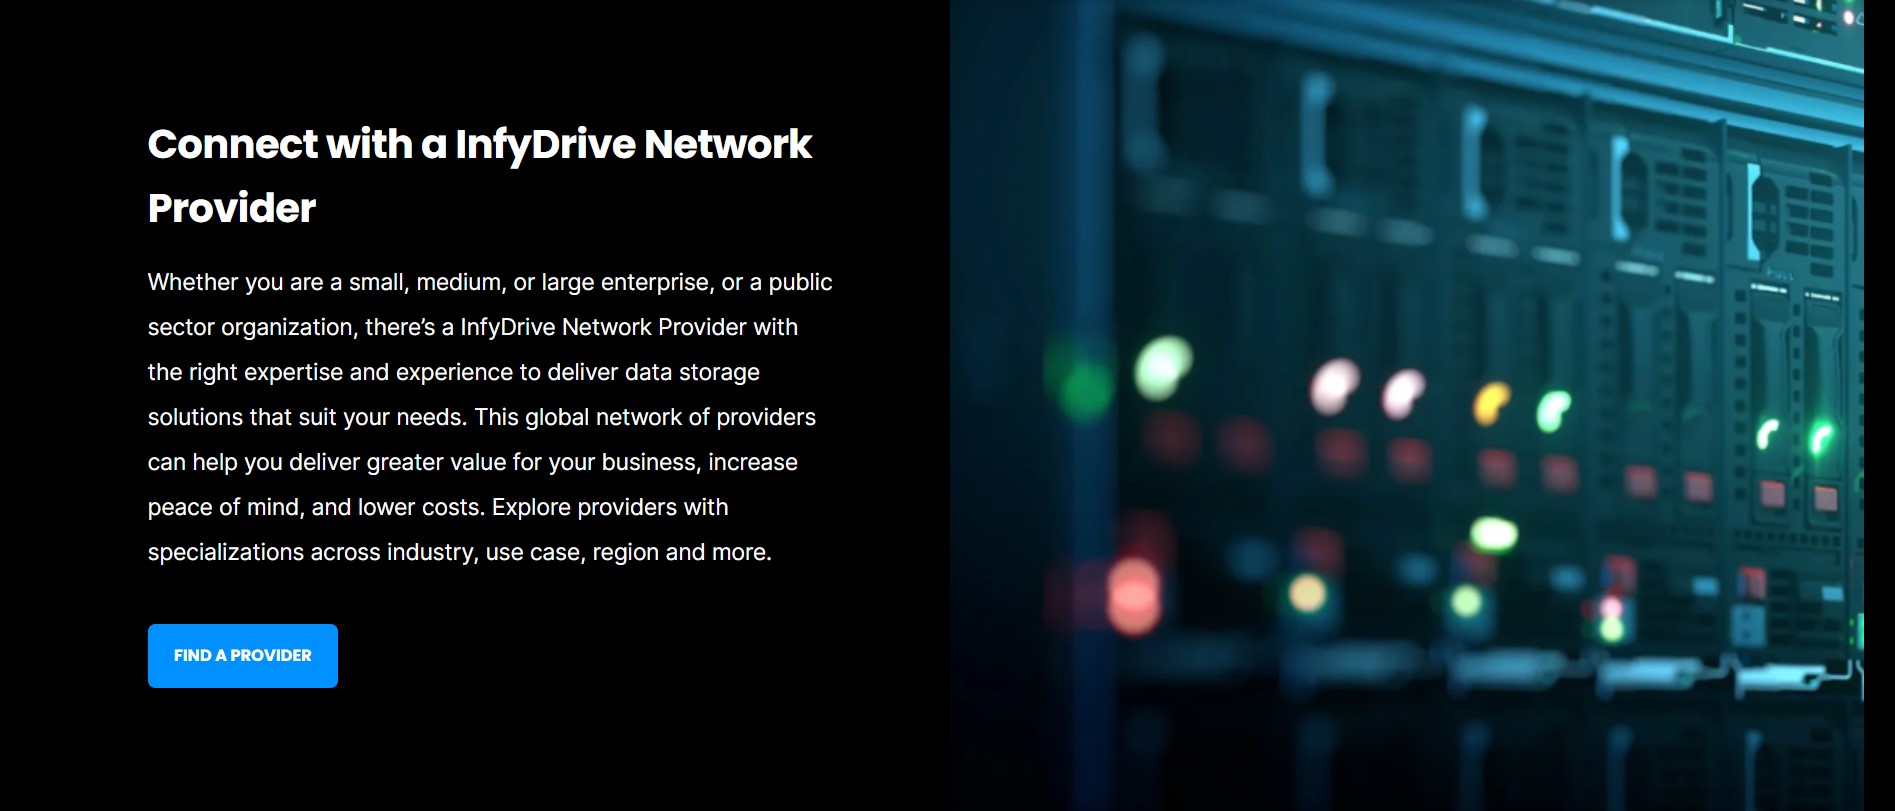 Connect with a InfyDrive Network
Provider
Whether you are a small, medium, or large enterprise, or a public
sector organization, there’s a InfyDrive Network Provider with
the right expertise and experience to deliver data storage
solutions that suit your needs. This global network of providers
can help you deliver greater value for your business, increase
peace of mind, and lower costs. Explore providers with
specializations across industry, use case, region and more.
FIND A PROVIDER